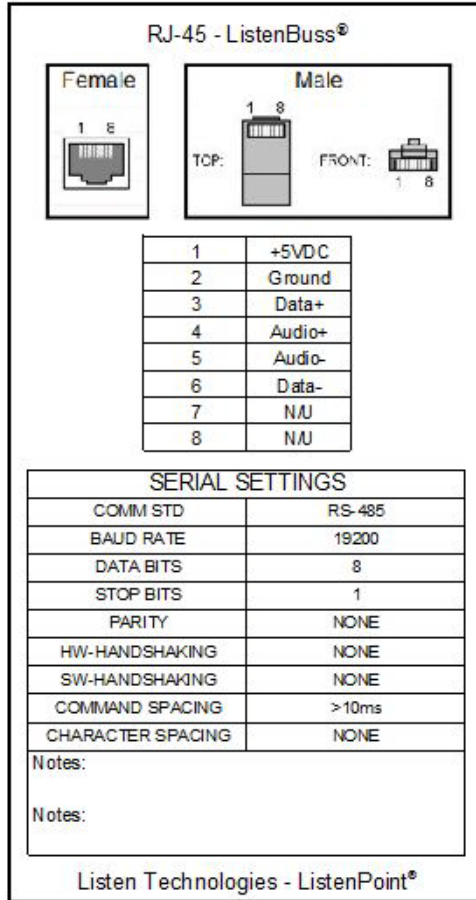 RJ-45 - ListenBuss®
Female
Male
1 8
1 8
TOP:
FRONT:
1 8
1 +5VDC
2 Ground
3 Data+
4 Audio+
5 Audio-
6 Data-
7 N/U
8 N/U
SERIAL SETTINGS
COMM STD RS-485
BAUD RATE 19200
DATA BITS 8
STOP BITS 1
PARITY NONE
HW-HANDSHAKING NONE
SW-HANDSHAKING NONE
COMMAND SPACING >10ms
CHARACTER SPACING NONE
Notes:
Notes:
Listen Technologies - ListenPoint®